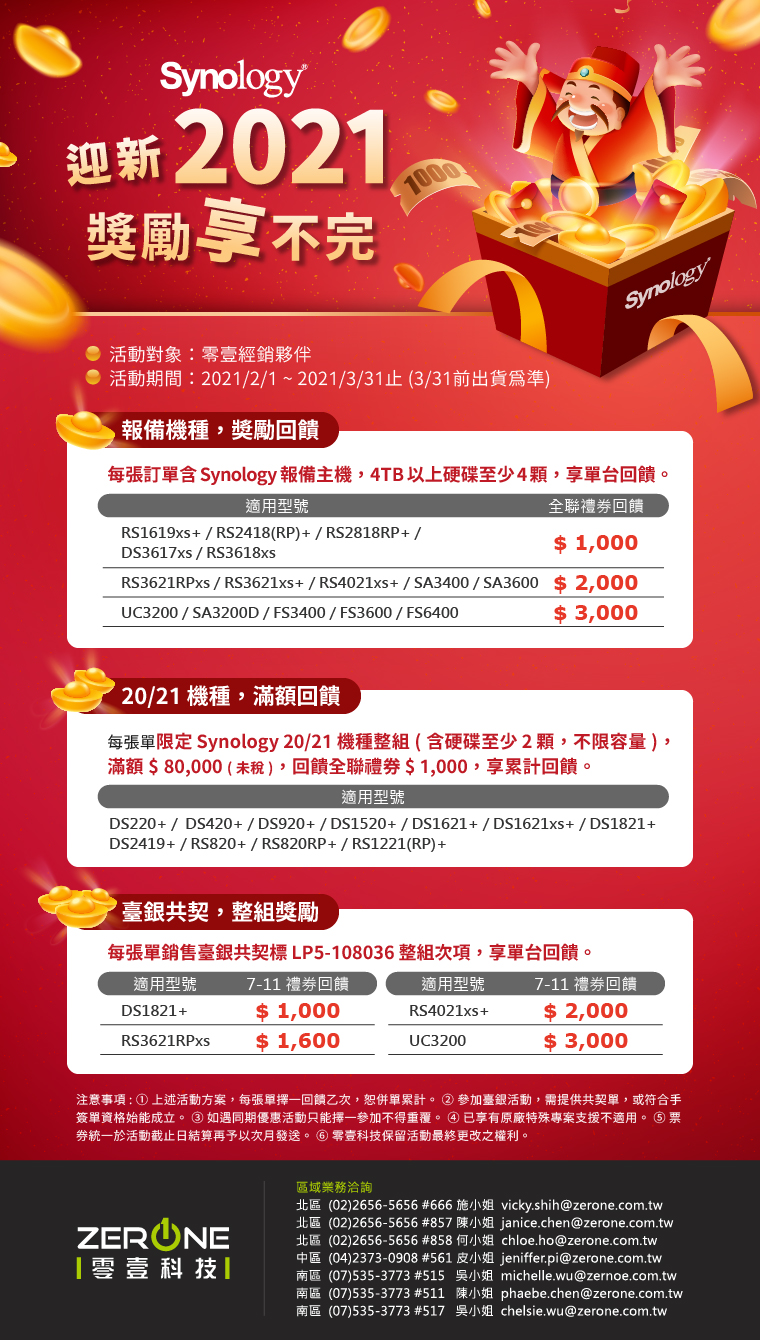 Synology®
迎新2021
1000
獎勵享不完
100
Synology®
活動對象：零壹經銷夥伴
活動期間：2021/2/1 ~ 2021/3/31止 (3/31前出貨為準)
報備機種，獎勵回饋
每張訂單含 Synology 報備主機，4TB 以上硬碟至少 4 顆，享單台回饋。
適用型號 全聯禮券回饋
RS1619xs+ / RS2418(RP)+ / RS2818RP+ /
DS3617xs / RS3618xs
$ 1,000
RS3621RPxs / RS3621xs+ / RS4021xs+ / SA3400 / SA3600 $ 2,000
UC3200 / SA3200D / FS3400 / FS3600 / FS6400 $ 3,000
20/21 機種，滿額回饋
每張單限定 Synology 20/21 機種整組 ( 含硬碟至少 2 顆，不限容量 )，
滿額 $ 80,000 ( 未稅 )，回饋全聯禮券 $ 1,000，享累計回饋。
適用型號
DS220+ / DS420+ / DS920+ / DS1520+ / DS1621+ / DS1621xs+ / DS1821+
DS2419+ / RS820+ / RS820RP+ / RS1221(RP)+
臺銀共契，整組獎勵
每張單銷售臺銀共契標 LP5-108036 整組次項，享單台回饋。
適用型號 7-11 禮券回饋 適用型號 7-11 禮券回饋
DS1821+ $ 1,000 RS4021xs+ $ 2,000
RS3621RPxs $ 1,600 UC3200 $ 3,000
注意事項 : ① 上述活動方案，每張單擇一回饋乙次，恕併單累計。 ② 參加臺銀活動，需提供共契單，或符合手
簽單資格始能成立。 ③ 如遇同期優惠活動只能擇一參加不得重覆。 ④ 已享有原廠特殊專案支援不適用。 ⑤ 票
券統一於活動截止日結算再予以次月發送。 ⑥ 零壹科技保留活動最終更改之權利。
ZERONE
零壹科技
區域業務洽詢
北區 (02)2656-5656 #666 施小姐 vicky.shih@zerone.com.tw
北區 (02)2656-5656 #857 陳小姐 janice.chen@zerone.com.tw
北區 (02)2656-5656 #858 何小姐 chloe.ho@zerone.com.tw
中區 (04)2373-0908 #561 皮小姐 jeniffer.pi@zerone.com.tw
南區 (07)535-3773 #515 吳小姐 michelle.wu@zernoe.com.tw
南區 (07)535-3773 #511 陳小姐 phaebe.chen@zerone.com.tw
南區 (07)535-3773 #517 吳小姐 chelsie.wu@zerone.com.tw